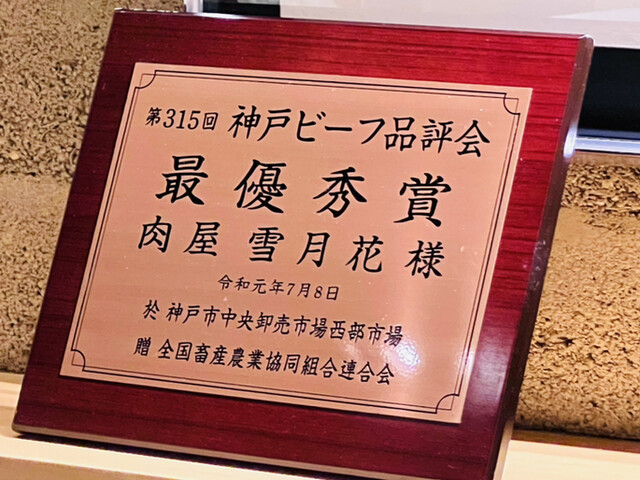 第315回 神戸ビーフ品評会
最優秀賞
肉屋 雪月花 様
令和元年7月8日
於 神戸市中央卸売市場西部市場
贈 全国畜産農業協同組合連合会